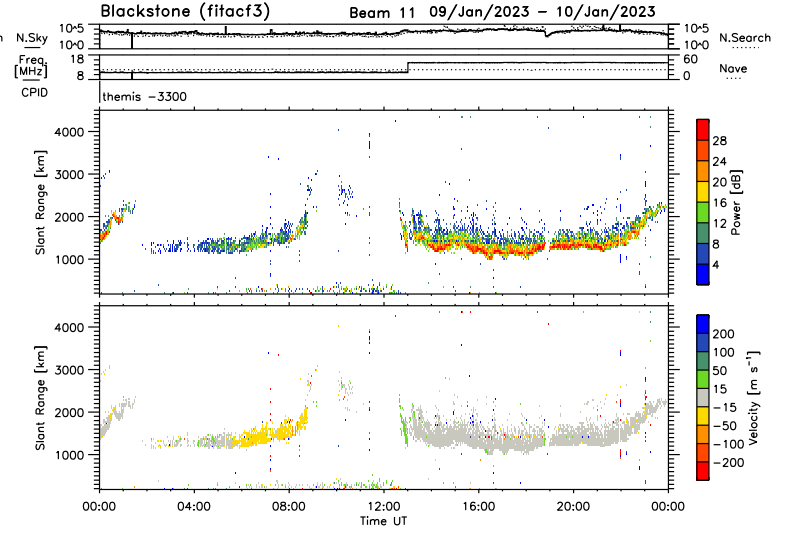 Blackstone (fitacf3)
Beam 11 09/Jan/2023 - 10/Jan/2023
N.Sky
10^5
10^0
10^5
10^0
N.Search
Freq.
[MHz]
18
8
60
0
Nave
CPID
themis -3300
Slant Range [km]
4000
3000
2000
1000
28
24
20
16
12
8
4
Power [dB]
Slant Range [km]
4000
3000
2000
1000
200
100
50
15
-15
-50
-100
-200
Velocity [m s⁻¹]
00:00 04:00 08:00 12:00 16:00 20:00 00:00
Time UT